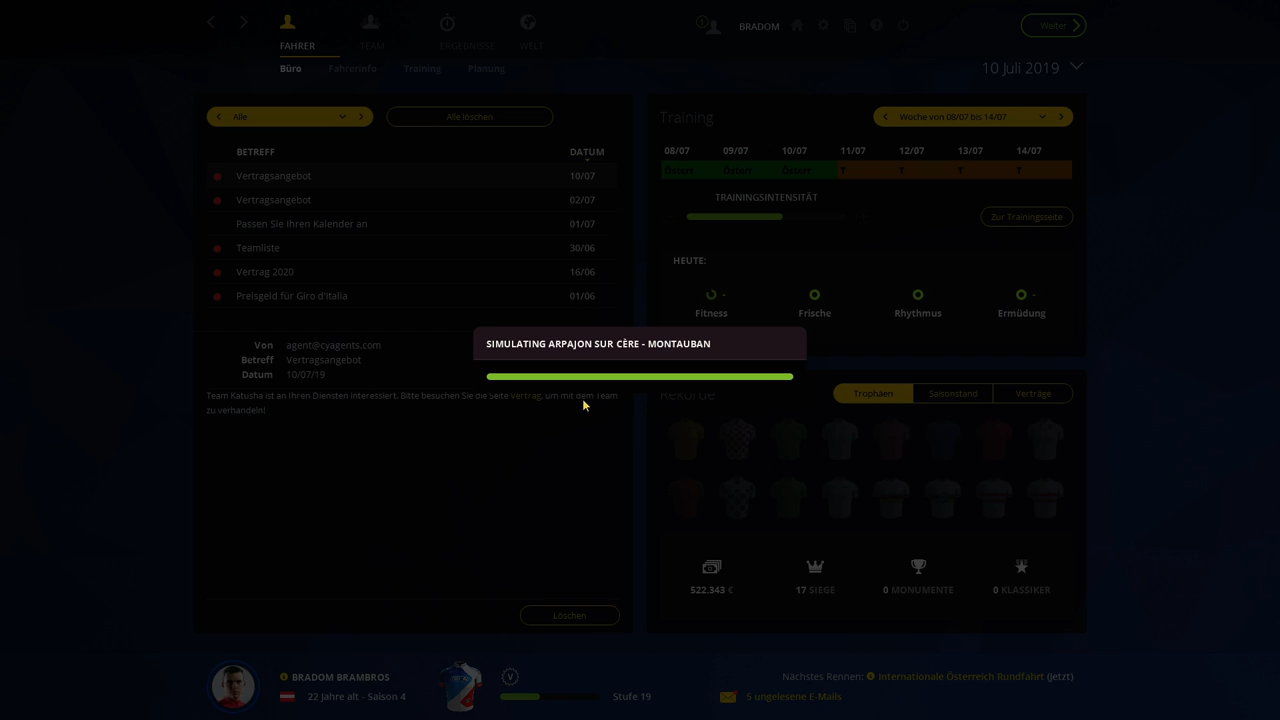 FAHRER
TEAM
ERGEBNISSE
WELT
1
BRADOM
Weiter
Büro
Fahrerinfo
Training
Planung
10 Juli 2019
Alle
Alle löschen
BETREFF
DATUM
Vertragsangebot
10/07
Vertragsangebot
02/07
Passen Sie Ihren Kalender an
01/07
Teamliste
30/06
Vertrag 2020
16/06
Preisgeld für Giro d'Italia
01/06
Von agent@cyagents.com
Betreff Vertragsangebot
Datum 10/07/19
Team Katusha ist an Ihren Diensten interessiert. Bitte besuchen Sie die Seite Vertrag, um mit dem Team
zu verhandeln!
Löschen
Training
Woche von 08/07 bis 14/07
08/07 09/07 10/07 11/07 12/07 13/07 14/07
Österr Österr Österr T T T T
TRAININGSINTENSITÄT
Zur Trainingsseite
HEUTE:
- -
Fitness Frische Rhythmus Ermüdung
SIMULATING ARPAJON SUR CÈRE - MONTAUBAN
Rekorde
Trophäen
Saisonstand
Verträge
522.343 €
17 SIEGE
0 MONUMENTE
0 KLASSIKER
BRADOM BRAMBROS
22 Jahre alt - Saison 4
V
Stufe 19
Nächstes Rennen: Internationale Österreich Rundfahrt (Jetzt)
5 ungelesene E-Mails